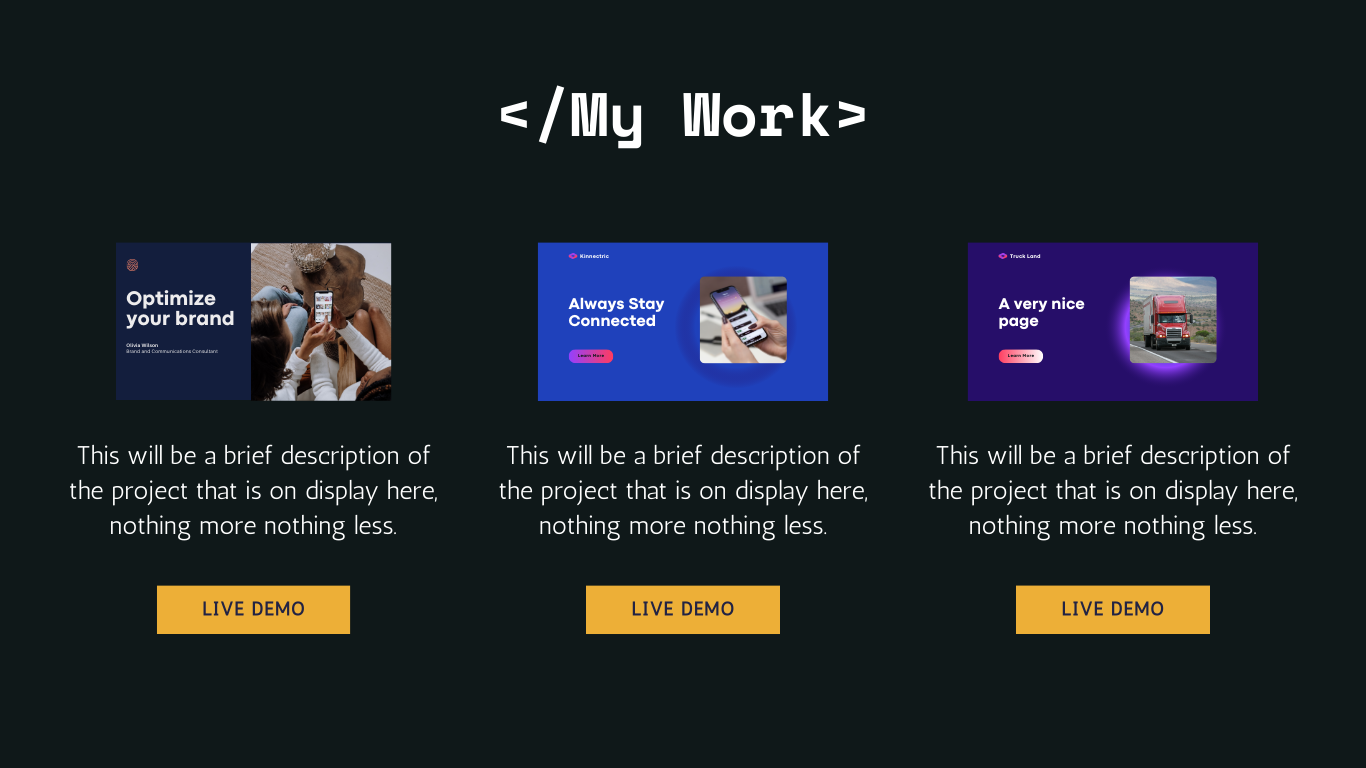 </My Work>
Optimize
your brand
Olivia Wilson
Brand and Communications Consultant
Kinnectric
Always Stay
Connected
Learn More
Truck Land
A very nice
page
Learn More
This will be a brief description of
the project that is on display here,
nothing more nothing less.
This will be a brief description of
the project that is on display here,
nothing more nothing less.
This will be a brief description of
the project that is on display here,
nothing more nothing less.
LIVE DEMO
LIVE DEMO
LIVE DEMO